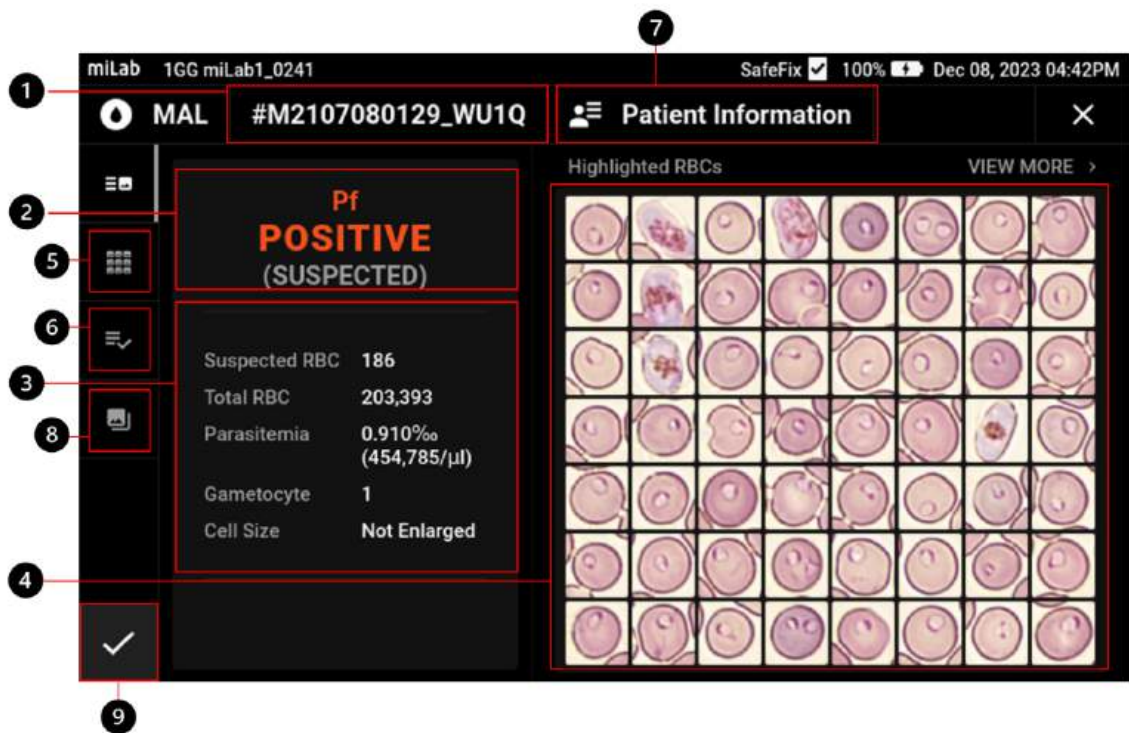 7
miLab 1GG miLab1_0241 SafeFix 100% Dec 08, 2023 04:42PM
1
MAL #M2107080129_WU1Q Patient Information
Highlighted RBCs VIEW MORE >
2
Pf
POSITIVE
(SUSPECTED)
5
6
3
Suspected RBC 186
Total RBC 203,393
Parasitemia 0.910‰
(454,785/µl)
8
Gametocyte 1
Cell Size Not Enlarged
4
9